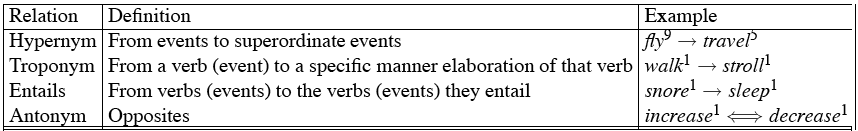 Relation Definition Example
Hypernym From events to superordinate events fly⁹ → travel⁵
Troponym From a verb (event) to a specific manner elaboration of that verb walk¹ → stroll¹
Entails From verbs (events) to the verbs (events) they entail snore¹ → sleep¹
Antonym Opposites increase¹ ⟺ decrease¹